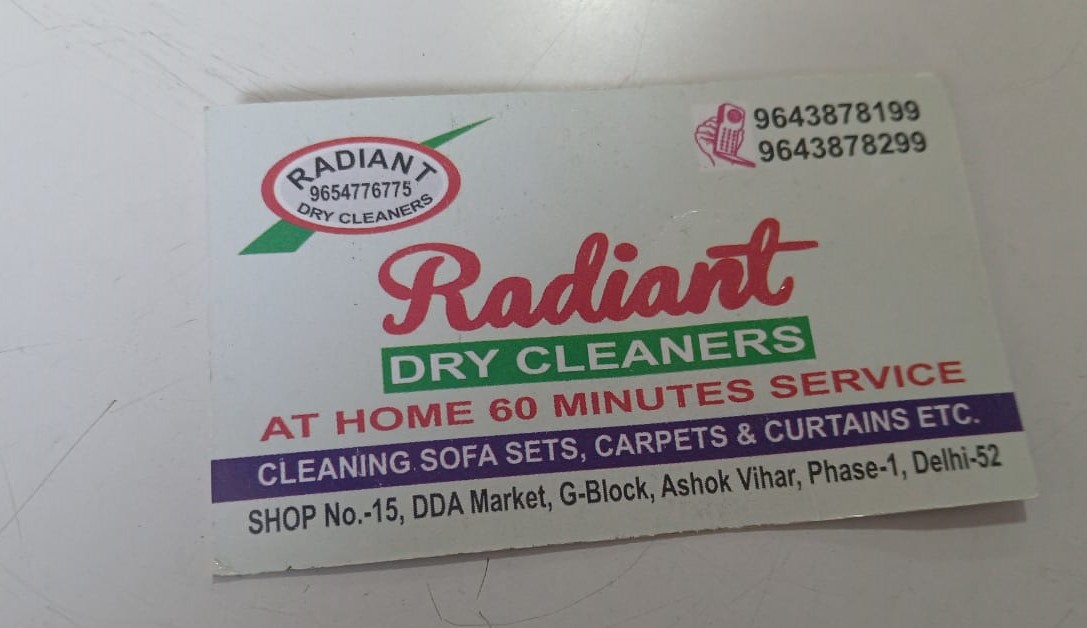 RADIANT
9654776775
DRY CLEANERS
9643878199
9643878299
Radiant
DRY CLEANERS
AT HOME 60 MINUTES SERVICE
CLEANING SOFA SETS, CARPETS & CURTAINS ETC.
SHOP No.-15, DDA Market, G-Block, Ashok Vihar, Phase-1, Delhi-52